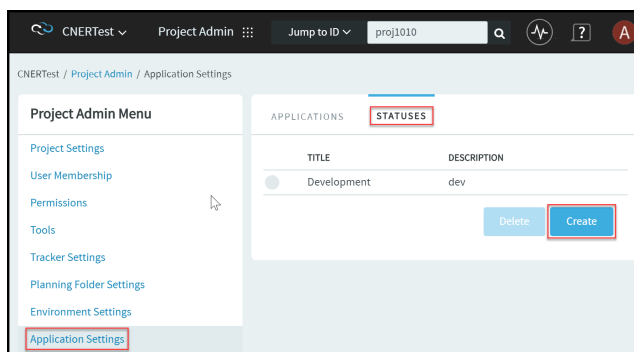 CNERTest Project Admin Jump to ID proj1010 ? A
CNERTest / Project Admin / Application Settings
Project Admin Menu
Project Settings
User Membership
Permissions
Tools
Tracker Settings
Planning Folder Settings
Environment Settings
Application Settings
APPLICATIONS STATUSES
TITLE DESCRIPTION
Development dev
Delete Create